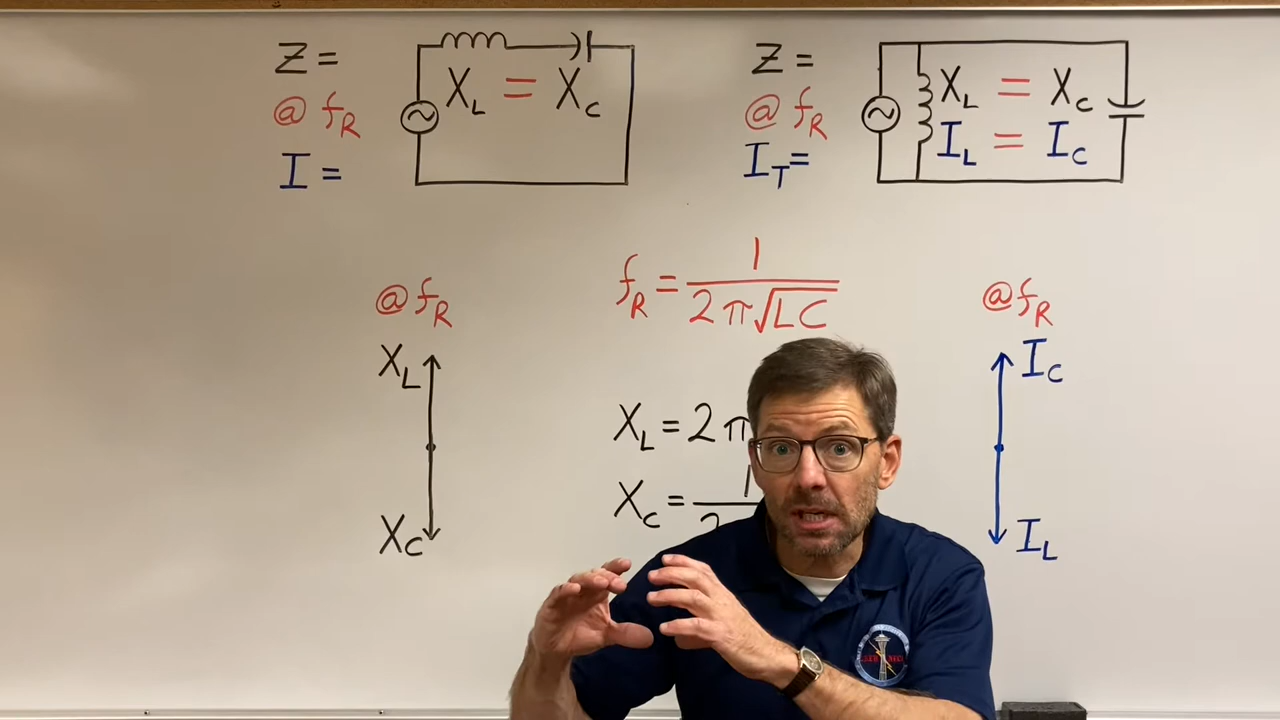 Z =
@ fR
I =
XL = XC
Z =
@ fR
IT =
XL = XC
IL = IC
fR = 1 / 2π√LC
@ fR
XL
XC
XL = 2π
XC = 1
@ fR
IC
IL